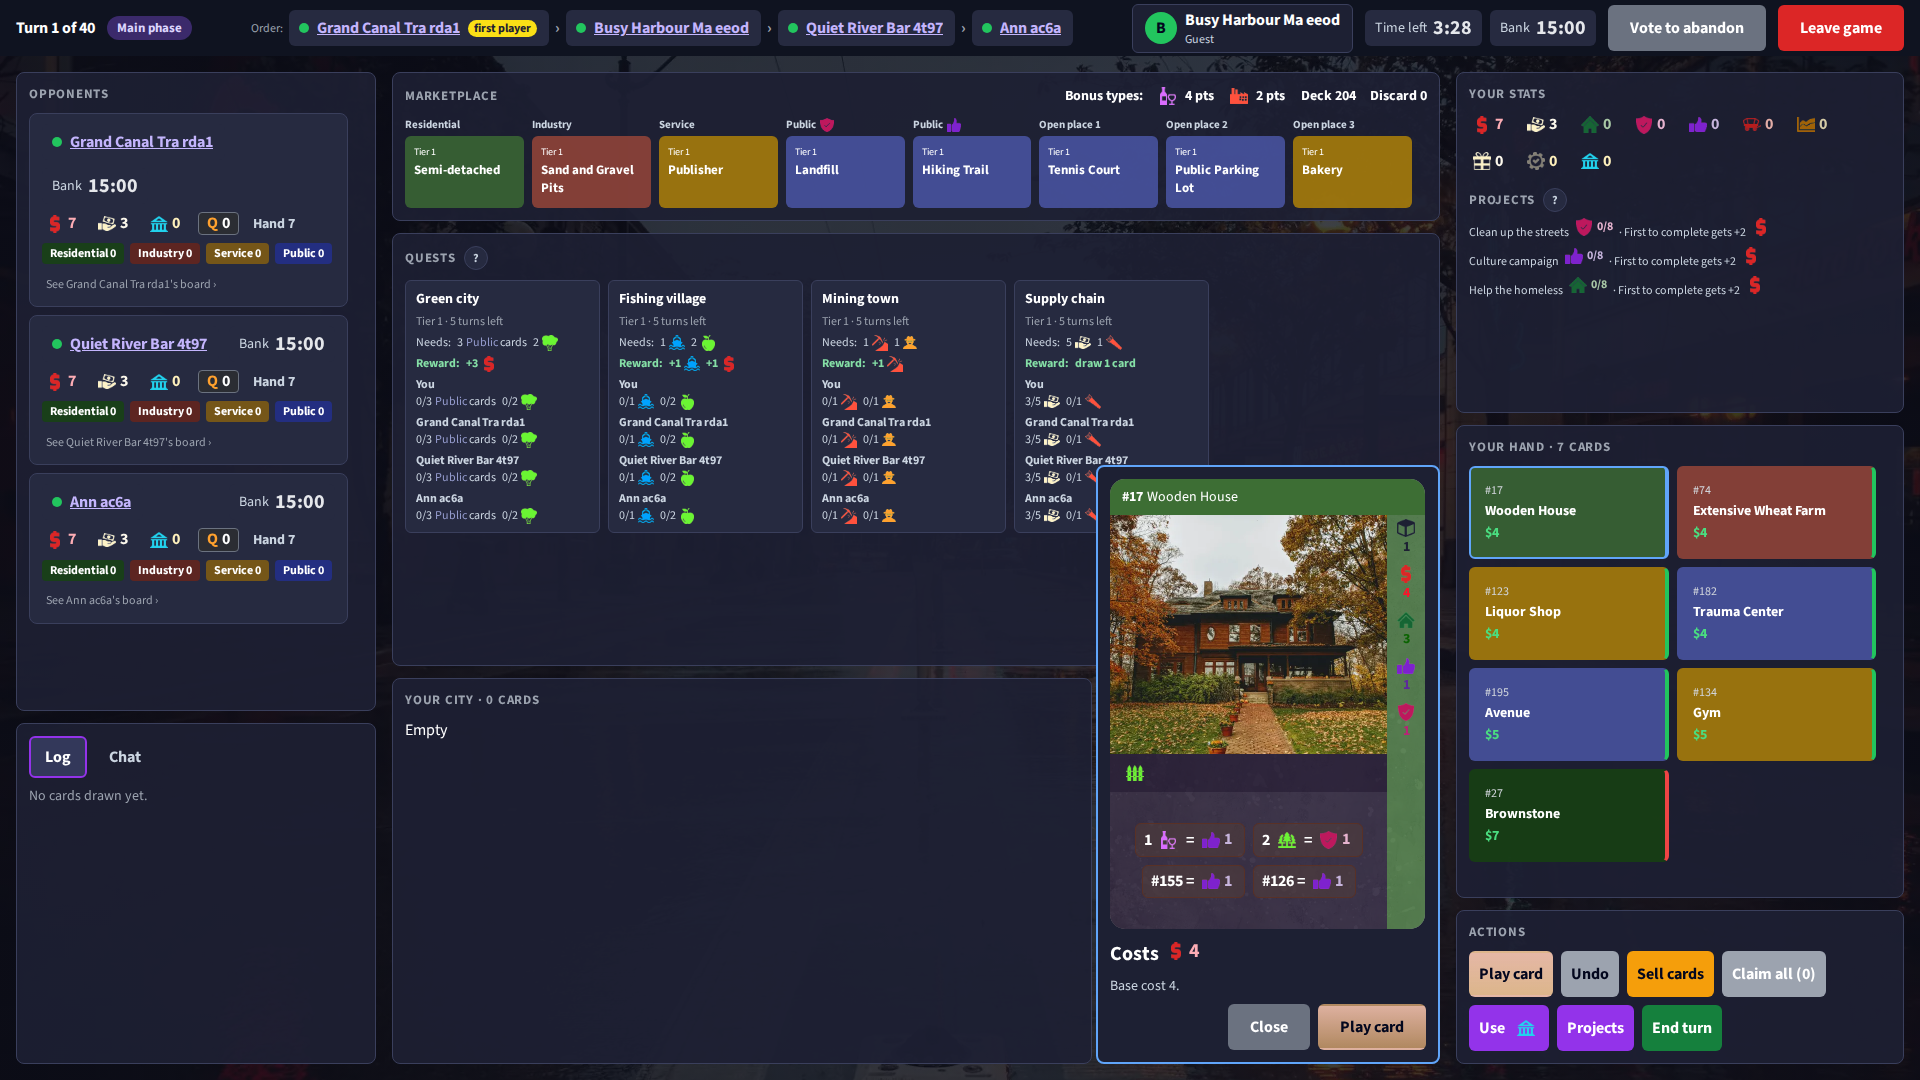 Turn 1 of 40
Main phase
Order:
Grand Canal Tra rda1 first player
›
Busy Harbour Ma eeod
›
Quiet River Bar 4t97
›
Ann ac6a
B
Busy Harbour Ma eeod
Guest
Time left 3:28
Bank 15:00
Vote to abandon
Leave game
OPPONENTS
Grand Canal Tra rda1
Bank 15:00
7 3 0 Q 0 Hand 7
Residential 0 Industry 0 Service 0 Public 0
See Grand Canal Tra rda1's board ›
Quiet River Bar 4t97 Bank 15:00
7 3 0 Q 0 Hand 7
Residential 0 Industry 0 Service 0 Public 0
See Quiet River Bar 4t97's board ›
Ann ac6a Bank 15:00
7 3 0 Q 0 Hand 7
Residential 0 Industry 0 Service 0 Public 0
See Ann ac6a's board ›
Log Chat
No cards drawn yet.
MARKETPLACE
Bonus types: 4 pts 2 pts Deck 204 Discard 0
Residential Industry Service Public Public Open place 1 Open place 2 Open place 3
Tier 1
Semi-detached
Tier 1
Sand and Gravel
Pits
Tier 1
Publisher
Tier 1
Landfill
Tier 1
Hiking Trail
Tier 1
Tennis Court
Tier 1
Public Parking
Lot
Tier 1
Bakery
QUESTS ?
Green city
Tier 1 · 5 turns left
Needs: 3 Public cards 2
Reward: +3
You
0/3 Public cards 0/2
Grand Canal Tra rda1
0/3 Public cards 0/2
Quiet River Bar 4t97
0/3 Public cards 0/2
Ann ac6a
0/3 Public cards 0/2
Fishing village
Tier 1 · 5 turns left
Needs: 1 2
Reward: +1 +1
You
0/1 0/2
Grand Canal Tra rda1
0/1 0/2
Quiet River Bar 4t97
0/1 0/2
Ann ac6a
0/1 0/2
Mining town
Tier 1 · 5 turns left
Needs: 1 1
Reward: +1
You
0/1 0/1
Grand Canal Tra rda1
0/1 0/1
Quiet River Bar 4t97
0/1 0/1
Ann ac6a
0/1 0/1
Supply chain
Tier 1 · 5 turns left
Needs: 5 1
Reward: draw 1 card
You
3/5 0/1
Grand Canal Tra rda1
3/5 0/1
Quiet River Bar 4t97
3/5 0/1
Ann ac6a
3/5 0/1
YOUR CITY · 0 CARDS
Empty
#17 Wooden House
1
4
3
1
1
1 = 1 2 = 1
#155 = 1 #126 = 1
Costs $ 4
Base cost 4.
Close Play card
YOUR STATS
7 3 0 0 0 0 0
0 0 0
PROJECTS ?
Clean up the streets 0/8 · First to complete gets +2
Culture campaign 0/8 · First to complete gets +2
Help the homeless 0/8 · First to complete gets +2
YOUR HAND · 7 CARDS
#17
Wooden House
$4
#74
Extensive Wheat Farm
$4
#123
Liquor Shop
$4
#182
Trauma Center
$4
#195
Avenue
$5
#134
Gym
$5
#27
Brownstone
$7
ACTIONS
Play card Undo Sell cards Claim all (0)
Use Projects End turn